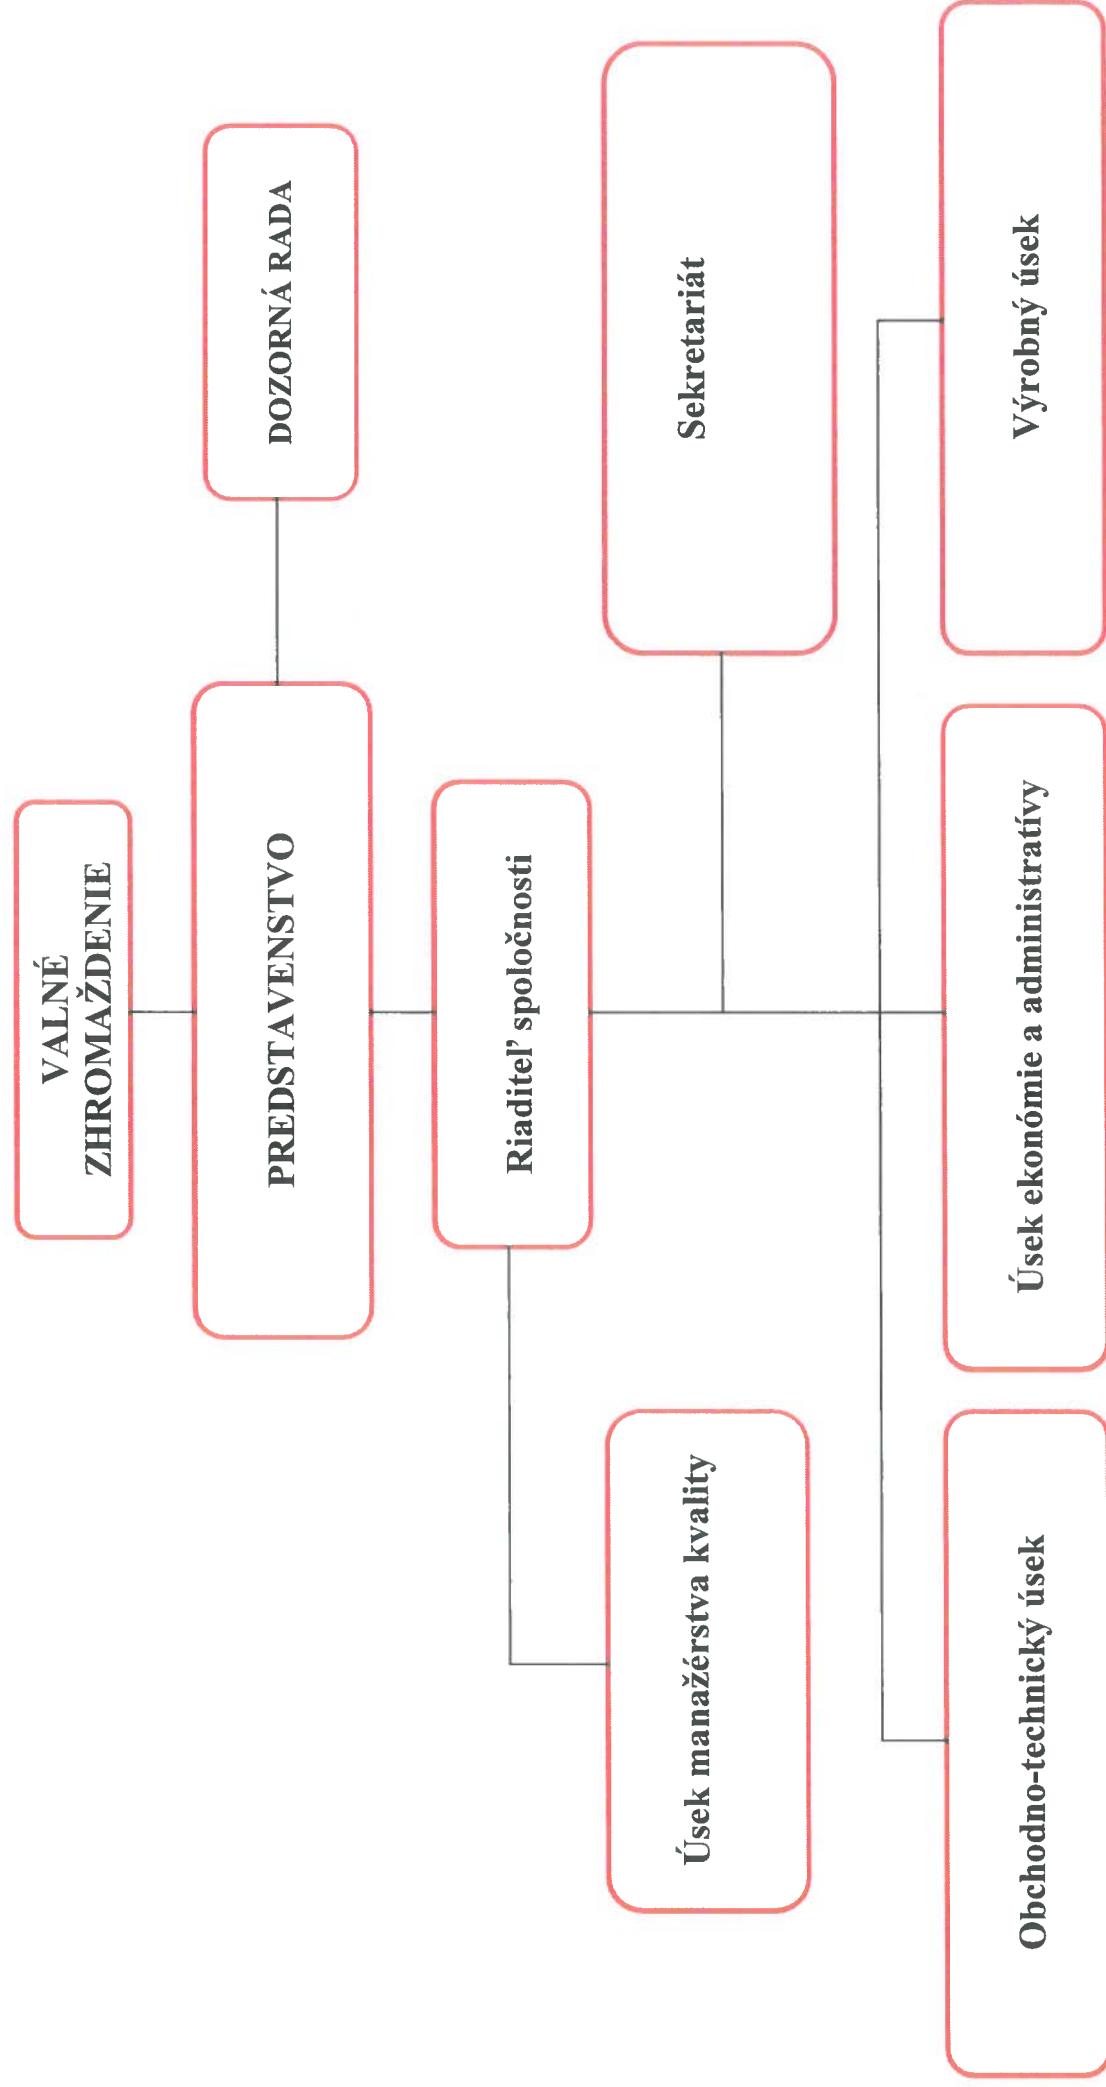 VALNÉ
ZHROMAŽDENIE
PREDSTAVENSTVO
DOZORNÁ RADA
Riaditeľ spoločnosti
Úsek manažérstva kvality
Sekretariát
Obchodno-technický úsek
Úsek ekonómie a administratívy
Výrobný úsek